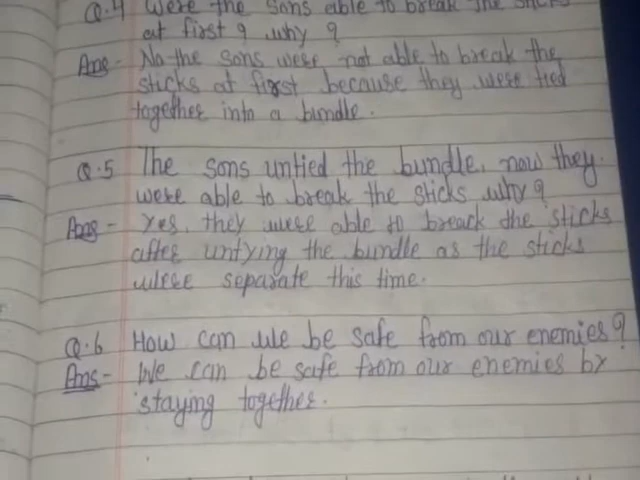 Q.4 Were the sons able to break the sticks
at first ? why ?
Ans - No the sons were not able to break the
sticks at first because they were tied
together into a bundle.
Q.5 The sons untied the bundle, now they
were able to break the sticks why ?
Ans - Yes, they were able to breack the sticks
after untying the bundle as the sticks
were separate this time.
Q.6 How can we be safe from our enemies ?
Ans - We can be safe from our enemies by
staying together.